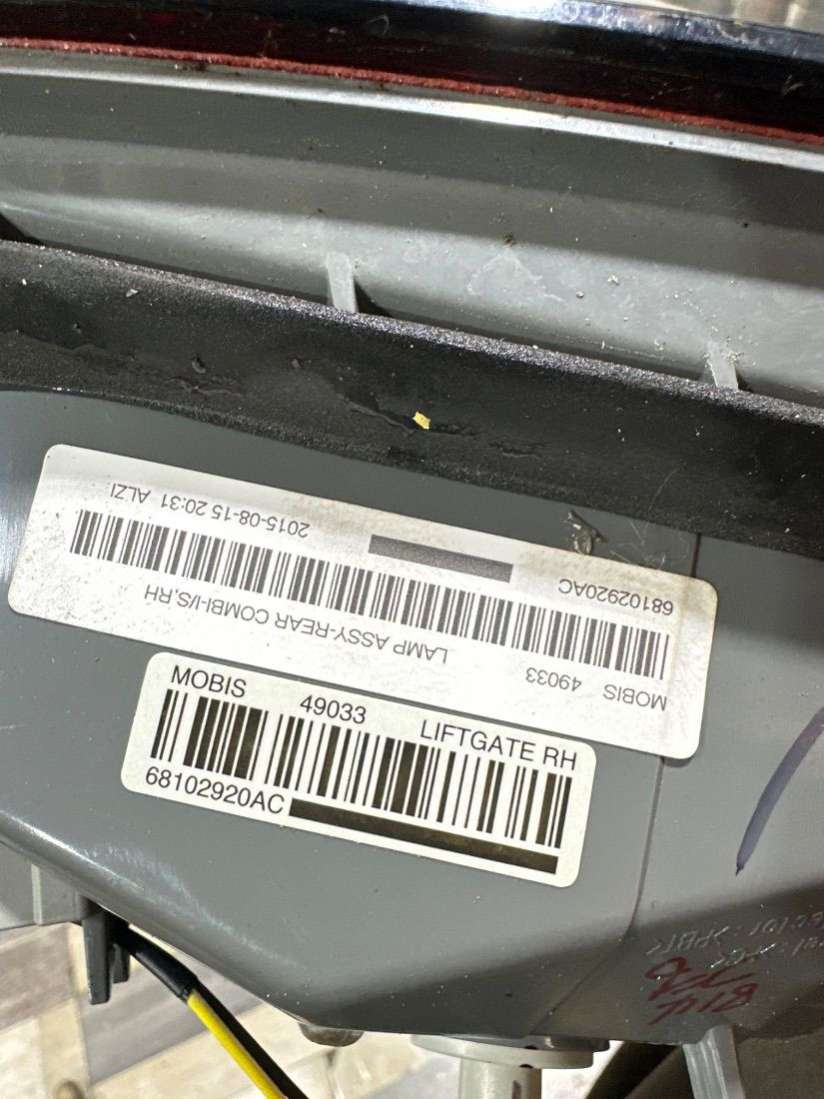 MOBIS 49033 LAMP ASSY-REAR COMBI-I/S,RH
68102920AC 2015-08-15 20:31 ALZI
MOBIS 49033 LIFTGATE RH
68102920AC